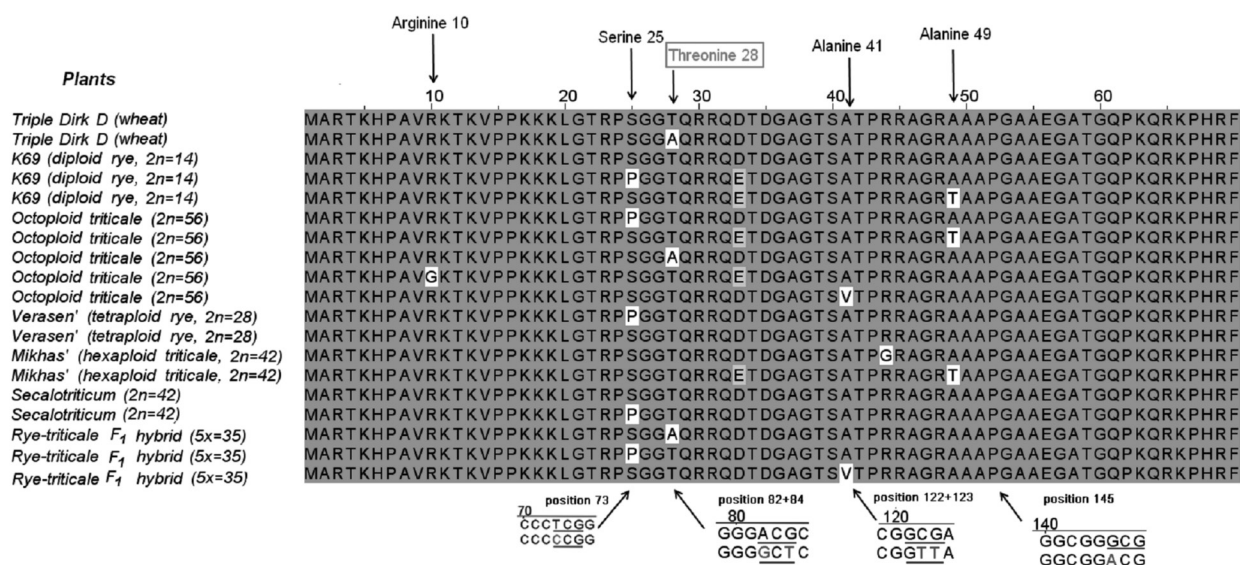 Arginine 10
Serine 25
Threonine 28
Alanine 41
Alanine 49
Plants
10 20 30 40 50 60
Triple Dirk D (wheat) MARTKHPAVRKTKVPPKKKLGTRPSGGTQRRQDTDGAGTSATPRRAGRAAAPGAAEGATGQPKQRKPHRF
Triple Dirk D (wheat) MARTKHPAVRKTKVPPKKKLGTRPSGGAQRRQDTDGAGTSATPRRAGRAAAPGAAEGATGQPKQRKPHRF
K69 (diploid rye, 2n=14) MARTKHPAVRKTKVPPKKKLGTRPSGGTQRRQDTDGAGTSATPRRAGRAAAPGAAEGATGQPKQRKPHRF
K69 (diploid rye, 2n=14) MARTKHPAVRKTKVPPKKKLGTRPPGGTQRRQETDGAGTSATPRRAGRAAAPGAAEGATGQPKQRKPHRF
K69 (diploid rye, 2n=14) MARTKHPAVRKTKVPPKKKLGTRPSGGTQRRQETDGAGTSATPRRAGRTAAPGAAEGATGQPKQRKPHRF
Octoploid triticale (2n=56) MARTKHPAVRKTKVPPKKKLGTRPPGGTQRRQDTDGAGTSATPRRAGRAAAPGAAEGATGQPKQRKPHRF
Octoploid triticale (2n=56) MARTKHPAVRKTKVPPKKKLGTRPSGGTQRRQETDGAGTSATPRRAGRTAAPGAAEGATGQPKQRKPHRF
Octoploid triticale (2n=56) MARTKHPAVRKTKVPPKKKLGTRPSGGAQRRQDTDGAGTSATPRRAGRAAAPGAAEGATGQPKQRKPHRF
Octoploid triticale (2n=56) MARTKHPAVGKTKVPPKKKLGTRPSGGTQRRQETDGAGTSATPRRAGRAAAPGAAEGATGQPKQRKPHRF
Octoploid triticale (2n=56) MARTKHPAVRKTKVPPKKKLGTRPSGGTQRRQDTDGAGTSVTPRRAGRAAAPGAAEGATGQPKQRKPHRF
Verasen' (tetraploid rye, 2n=28) MARTKHPAVRKTKVPPKKKLGTRPPGGTQRRQDTDGAGTSATPRRAGRAAAPGAAEGATGQPKQRKPHRF
Verasen' (tetraploid rye, 2n=28) MARTKHPAVRKTKVPPKKKLGTRPSGGTQRRQDTDGAGTSATPRRAGRAAAPGAAEGATGQPKQRKPHRF
Mikhas' (hexaploid triticale, 2n=42) MARTKHPAVRKTKVPPKKKLGTRPSGGTQRRQDTDGAGTSATPGRAGRAAAPGAAEGATGQPKQRKPHRF
Mikhas' (hexaploid triticale, 2n=42) MARTKHPAVRKTKVPPKKKLGTRPSGGTQRRQETDGAGTSATPRRAGRTAAPGAAEGATGQPKQRKPHRF
Secalotriticum (2n=42) MARTKHPAVRKTKVPPKKKLGTRPSGGTQRRQDTDGAGTSATPRRAGRAAAPGAAEGATGQPKQRKPHRF
Secalotriticum (2n=42) MARTKHPAVRKTKVPPKKKLGTRPPGGTQRRQDTDGAGTSATPRRAGRAAAPGAAEGATGQPKQRKPHRF
Rye-triticale F1 hybrid (5x=35) MARTKHPAVRKTKVPPKKKLGTRPSGGAQRRQDTDGAGTSATPRRAGRAAAPGAAEGATGQPKQRKPHRF
Rye-triticale F1 hybrid (5x=35) MARTKHPAVRKTKVPPKKKLGTRPPGGTQRRQDTDGAGTSATPRRAGRAAAPGAAEGATGQPKQRKPHRF
Rye-triticale F1 hybrid (5x=35) MARTKHPAVRKTKVPPKKKLGTRPSGGTQRRQDTDGAGTSVTPRRAGRAAAPGAAEGATGQPKQRKPHRF
position 73
70
CCCTCGG
CCCCCGG
position 82+84
80
GGGACGC
GGGGCTC
position 122+123
120
CGGGCGA
CGGGTTA
position 145
140
GGCGGGCG
GGCGGACG